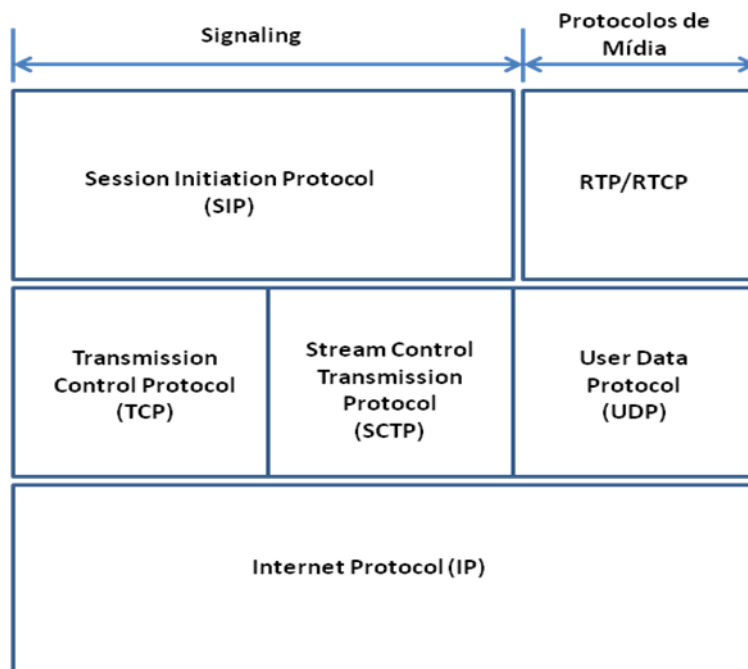 Signaling
Protocolos de
Mídia
Session Initiation Protocol
(SIP)
RTP/RTCP
Transmission
Control Protocol
(TCP)
Stream Control
Transmission
Protocol
(SCTP)
User Data
Protocol
(UDP)
Internet Protocol (IP)